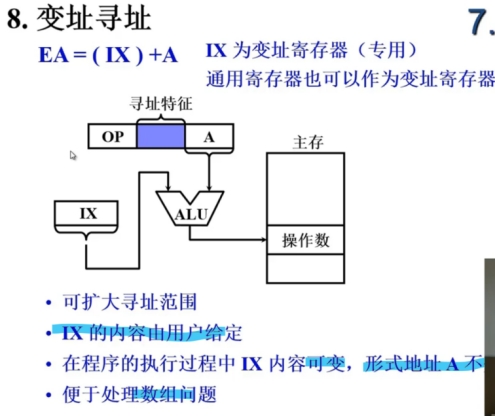 8. 变址寻址
7.
EA = ( IX ) +A
IX 为变址寄存器（专用）
通用寄存器也可以作为变址寄存器
寻址特征
OP
A
主存
IX
ALU
操作数
• 可扩大寻址范围
• IX 的内容由用户给定
• 在程序的执行过程中 IX 内容可变，形式地址 A 不
• 便于处理数组问题